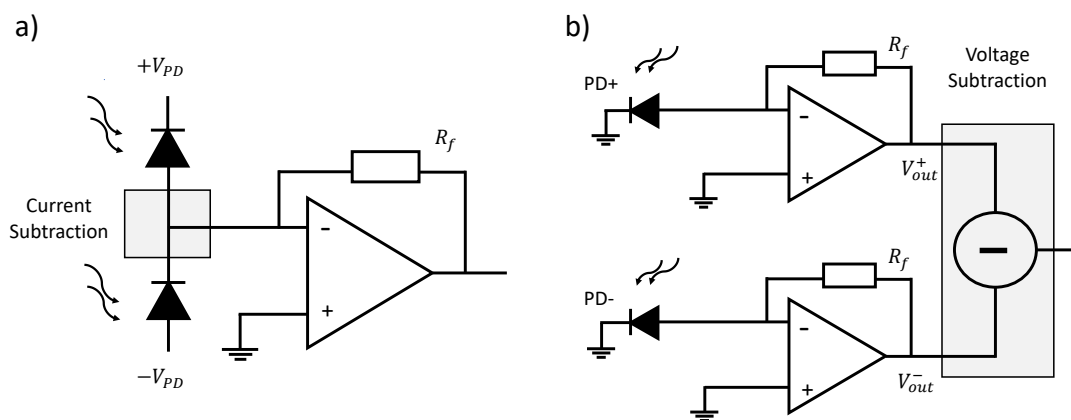 a)
+V_PD
R_f
Current
Subtraction
-
+
−V_PD
b)
PD+
R_f
Voltage
Subtraction
-
+
V_out^+
−
PD-
R_f
-
+
V_out^-